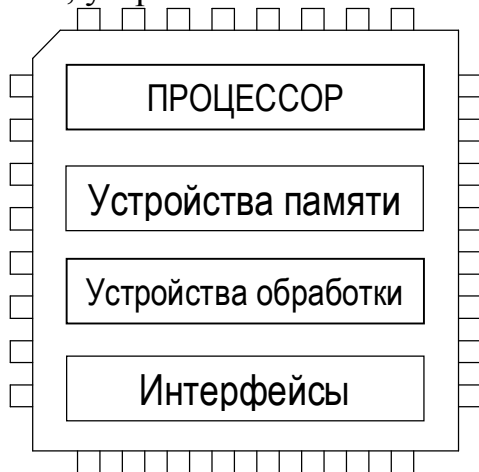 ПРОЦЕССОР
Устройства памяти
Устройства обработки
Интерфейсы